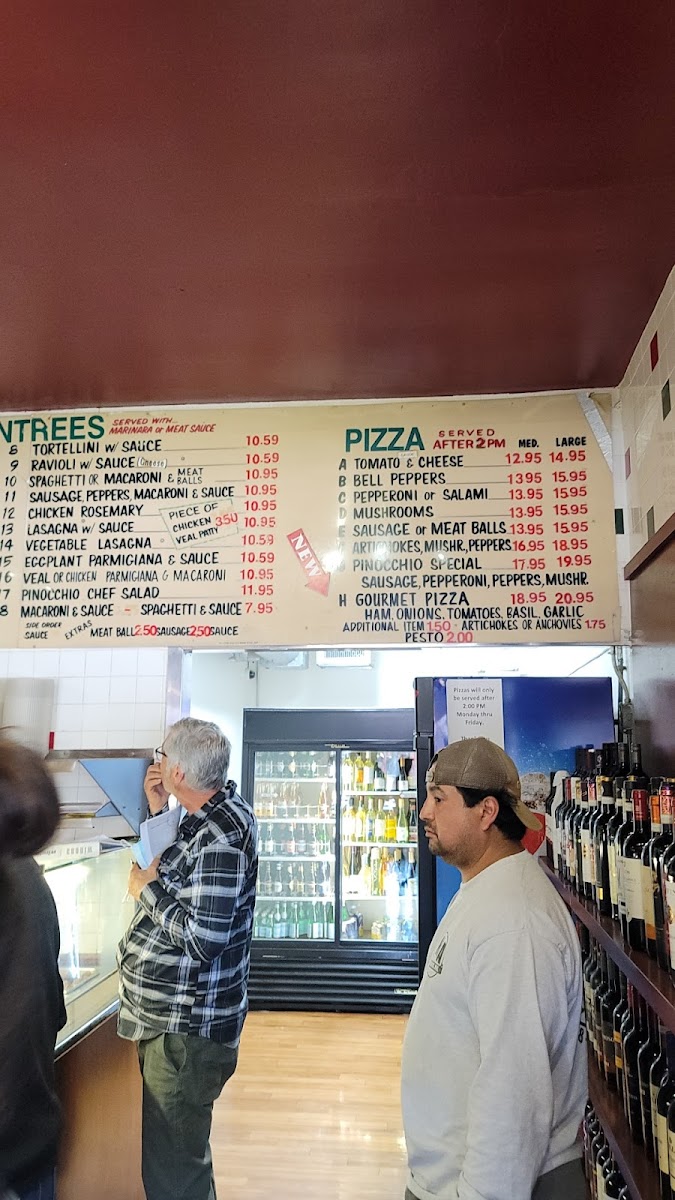 NTREES SERVED WITH... MARINARA or MEAT SAUCE
8 TORTELLINI W/ SAUCE 10.59
9 RAVIOLI W/ SAUCE (Cheese) 10.59
10 SPAGHETTI OR MACARONI & MEAT BALLS 10.95
11 SAUSAGE, PEPPERS, MACARONI & SAUCE 10.95
12 CHICKEN ROSEMARY 10.95
13 LASAGNA W/ SAUCE 10.95
14 VEGETABLE LASAGNA 10.59
15 EGGPLANT PARMIGIANA & SAUCE 10.59
16 VEAL OR CHICKEN PARMIGIANA & MACARONI 10.95
17 PINOCCHIO CHEF SALAD 11.95
8 MACARONI & SAUCE - SPAGHETTI & SAUCE 7.95
SIDE ORDER
SAUCE EXTRAS MEAT BALL 2.50 SAUSAGE 2.50 SAUCE
PIECE OF
CHICKEN 3.50
VEAL PATTY
NEW
PIZZA SERVED AFTER 2 PM MED. LARGE
A TOMATO & CHEESE 12.95 14.95
B BELL PEPPERS 13.95 15.95
C PEPPERONI or SALAMI 13.95 15.95
D MUSHROOMS 13.95 15.95
E SAUSAGE or MEAT BALLS 13.95 15.95
ARTICHOKES, MUSHR, PEPPERS 16.95 18.95
PINOCCHIO SPECIAL 17.95 19.95
SAUSAGE, PEPPERONI, PEPPERS, MUSHR.
H GOURMET PIZZA 18.95 20.95
HAM, ONIONS, TOMATOES, BASIL, GARLIC
ADDITIONAL ITEM 1.50 - ARTICHOKES OR ANCHOVIES 1.75
PESTO 2.00
Pizzas will only
be served after
2:00 PM
Monday thru
Friday.